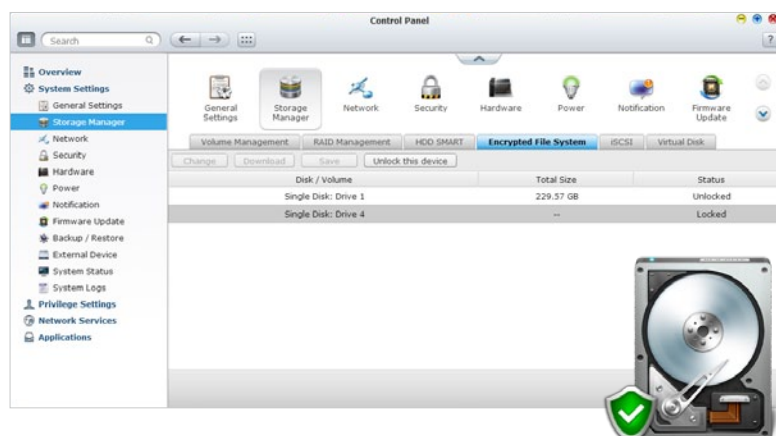 Control Panel
Search
?
Overview
System Settings
General Settings
Storage Manager
Network
Security
Hardware
Power
Notification
Firmware Update
Backup / Restore
External Device
System Status
System Logs
Privilege Settings
Network Services
Applications
General Settings
Storage Manager
Network
Security
Hardware
Power
Notification
Firmware Update
Volume Management RAID Management HDD SMART Encrypted File System iSCSI Virtual Disk
Change Download Save Unlock this device
Disk / Volume Total Size Status
Single Disk: Drive 1 229.57 GB Unlocked
Single Disk: Drive 4 -- Locked